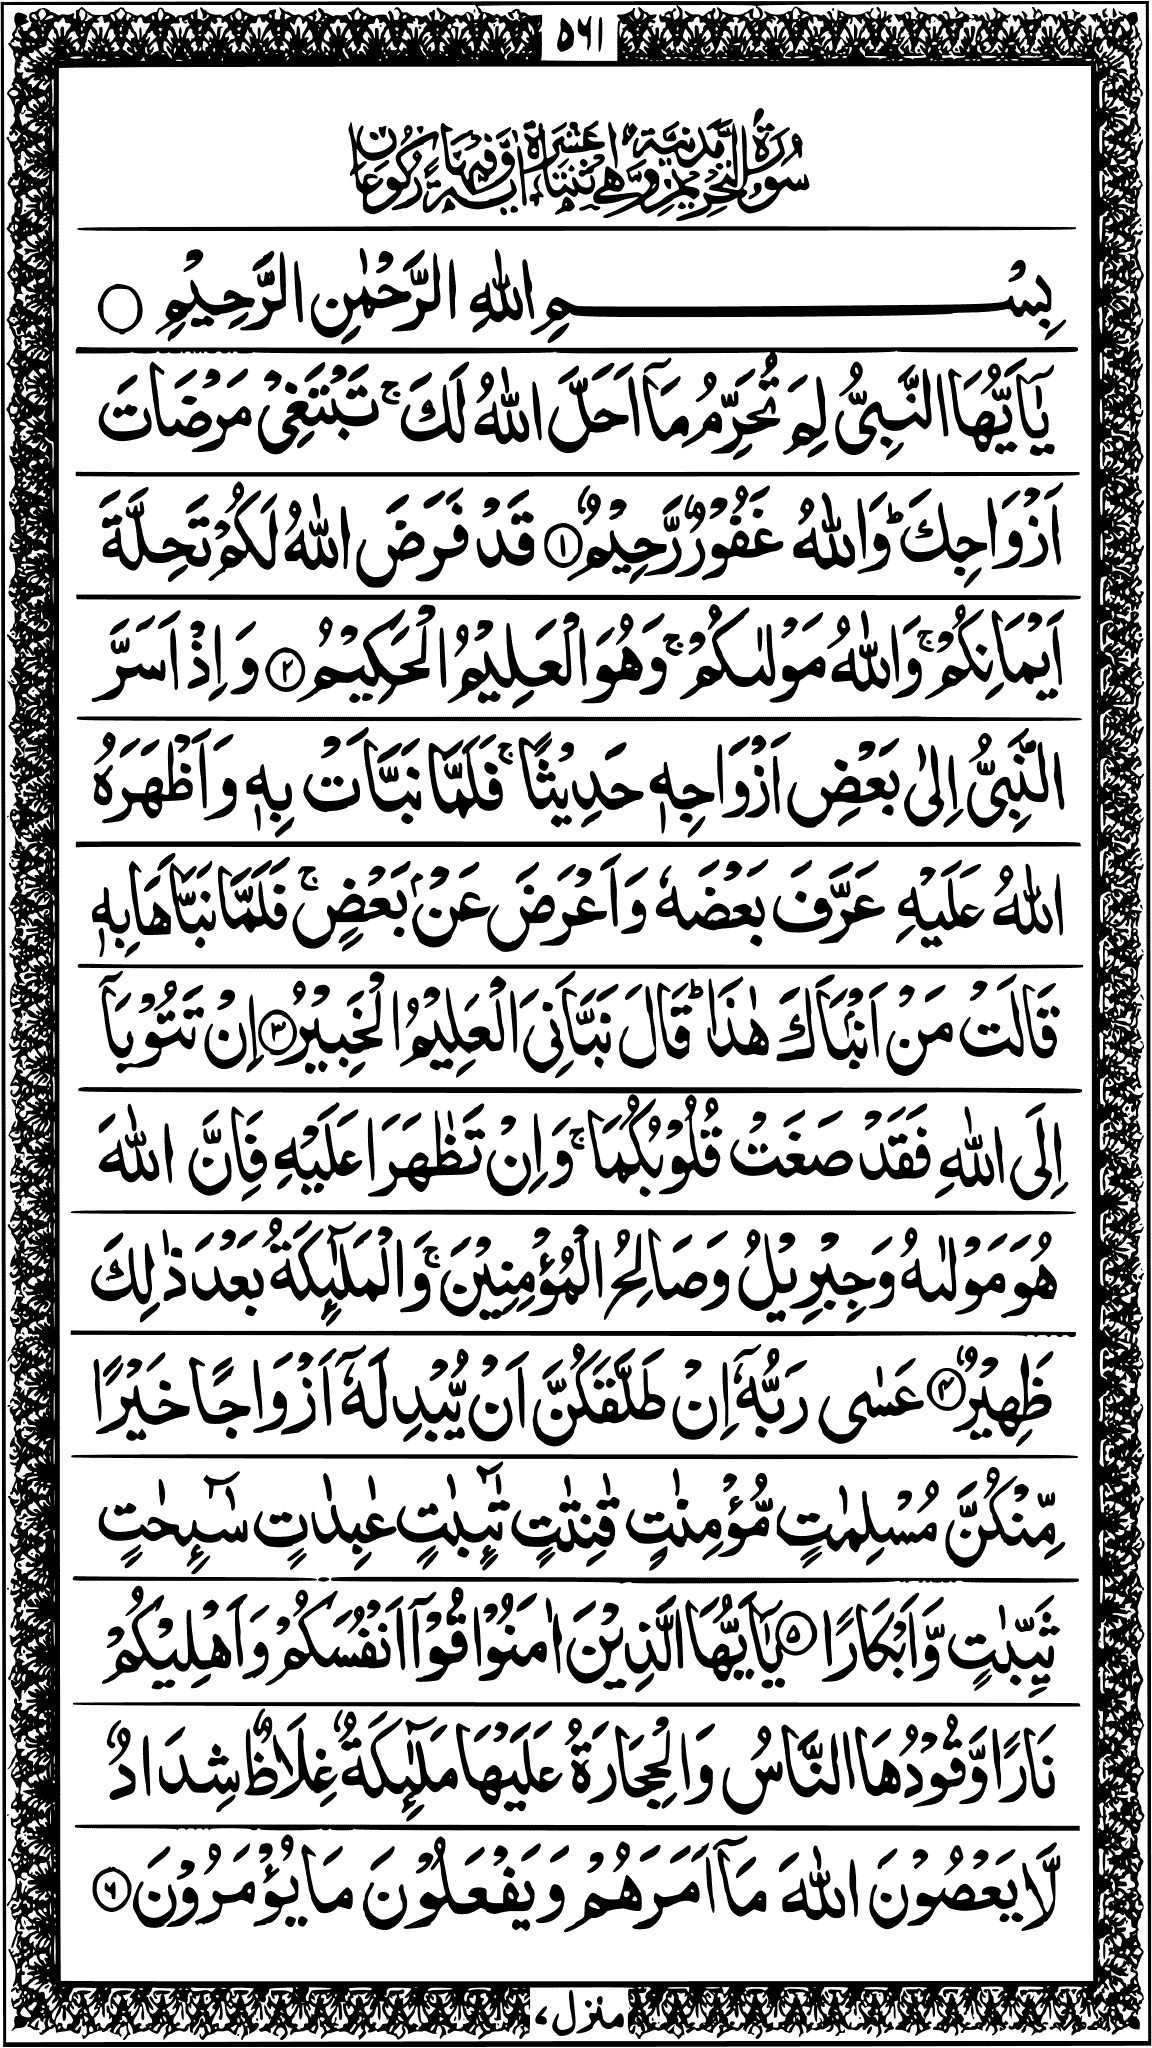 ۵۶۱
سُوْرَةُ التَّحْرِيْمِ مَدَنِيَّةٌ وَّهِيَ اثْنَتَا عَشَرَةَ اٰيَةً وَّفِيْهَا رُكُوْعَانِ
بِسْمِ اللّٰهِ الرَّحْمٰنِ الرَّحِيْمِ ○
يٰٓاَيُّهَا النَّبِىُّ لِمَ تُحَرِّمُ مَآ اَحَلَّ اللّٰهُ لَكَ ۚ تَبْتَغِىْ مَرْضَاتَ
اَزْوَاجِكَ ؕ وَاللّٰهُ غَفُوْرٌ رَّحِيْمٌ ۝۱ قَدْ فَرَضَ اللّٰهُ لَكُمْ تَحِلَّةَ
اَيْمَانِكُمْ ۚ وَاللّٰهُ مَوْلٰىكُمْ ۚ وَهُوَ الْعَلِيْمُ الْحَكِيْمُ ۝۲ وَاِذْ اَسَرَّ
النَّبِىُّ اِلٰى بَعْضِ اَزْوَاجِهٖ حَدِيْثًا ۚ فَلَمَّا نَبَّاَتْ بِهٖ وَاَظْهَرَهُ
اللّٰهُ عَلَيْهِ عَرَّفَ بَعْضَهٗ وَاَعْرَضَ عَنْۢ بَعْضٍ ۚ فَلَمَّا نَبَّاَهَا بِهٖ
قَالَتْ مَنْ اَنْۢبَاَكَ هٰذَا ؕ قَالَ نَبَّاَنِىَ الْعَلِيْمُ الْخَبِيْرُ ۝۳ اِنْ تَتُوْبَآ
اِلَى اللّٰهِ فَقَدْ صَغَتْ قُلُوْبُكُمَا ۚ وَاِنْ تَظٰهَرَا عَلَيْهِ فَاِنَّ اللّٰهَ
هُوَ مَوْلٰىهُ وَجِبْرِيْلُ وَصَالِحُ الْمُؤْمِنِيْنَ ۚ وَالْمَلٰٓئِكَةُ بَعْدَ ذٰلِكَ
ظَهِيْرٌ ۝۴ عَسٰى رَبُّهٗٓ اِنْ طَلَّقَكُنَّ اَنْ يُّبْدِلَهٗٓ اَزْوَاجًا خَيْرًا
مِّنْكُنَّ مُسْلِمٰتٍ مُّؤْمِنٰتٍ قٰنِتٰتٍ تٰٓئِبٰتٍ عٰبِدٰتٍ سٰٓئِحٰتٍ
ثَيِّبٰتٍ وَّاَبْكَارًا ۝۵ يٰٓاَيُّهَا الَّذِيْنَ اٰمَنُوْا قُوْٓا اَنْفُسَكُمْ وَاَهْلِيْكُمْ
نَارًا وَّقُوْدُهَا النَّاسُ وَالْحِجَارَةُ عَلَيْهَا مَلٰٓئِكَةٌ غِلَاظٌ شِدَادٌ
لَّا يَعْصُوْنَ اللّٰهَ مَآ اَمَرَهُمْ وَيَفْعَلُوْنَ مَا يُؤْمَرُوْنَ ۝۶
منزل ۷